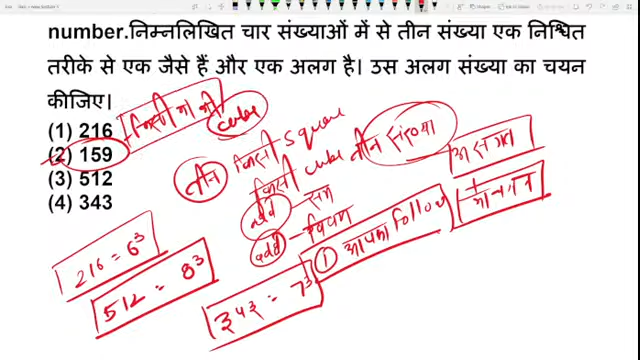 number.निम्नलिखित चार संख्याओं में से तीन संख्या एक निश्चित
तरीके से एक जैसे हैं और एक अलग है। उस अलग संख्या का चयन
कीजिए।
(1) 216
(2) 159
(3) 512
(4) 343
किसी ना की cube
तीन किसी square
किसी cube तीन संख्या
सम
odd - विषम
① आपका follow
216 = 6³
512 = 8³
343 = 7³